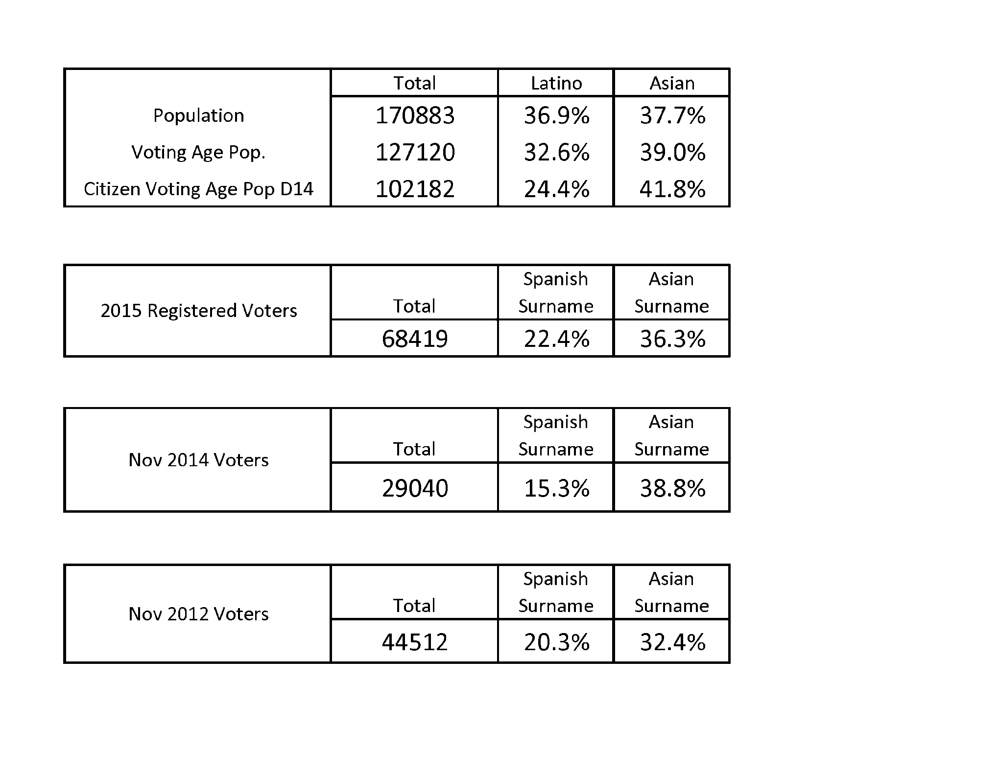 Total Latino Asian
Population 170883 36.9% 37.7%
Voting Age Pop. 127120 32.6% 39.0%
Citizen Voting Age Pop D14 102182 24.4% 41.8%
2015 Registered Voters
Spanish Asian
Total Surname Surname
68419 22.4% 36.3%
Nov 2014 Voters
Spanish Asian
Total Surname Surname
29040 15.3% 38.8%
Nov 2012 Voters
Spanish Asian
Total Surname Surname
44512 20.3% 32.4%